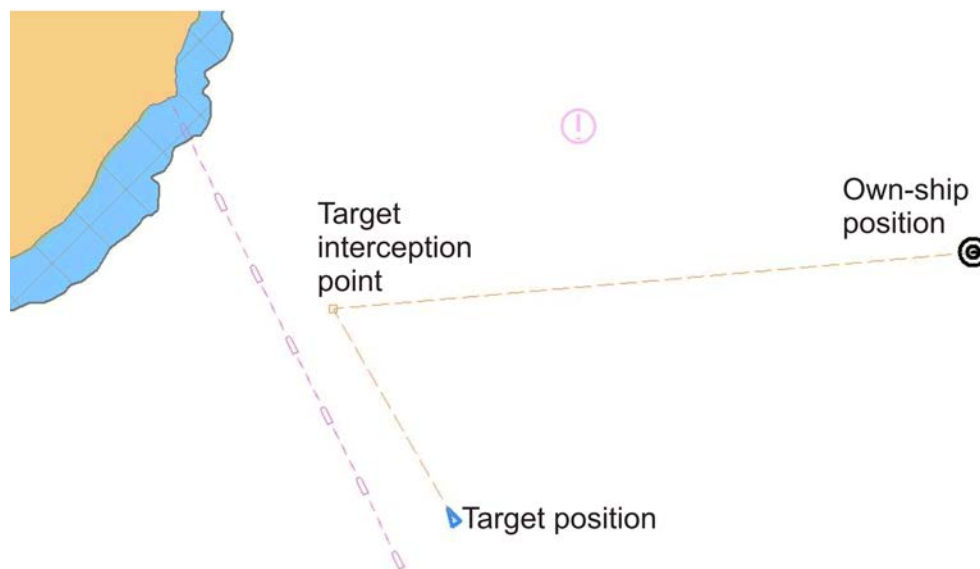 Own-ship
position
Target
interception
point
Target position